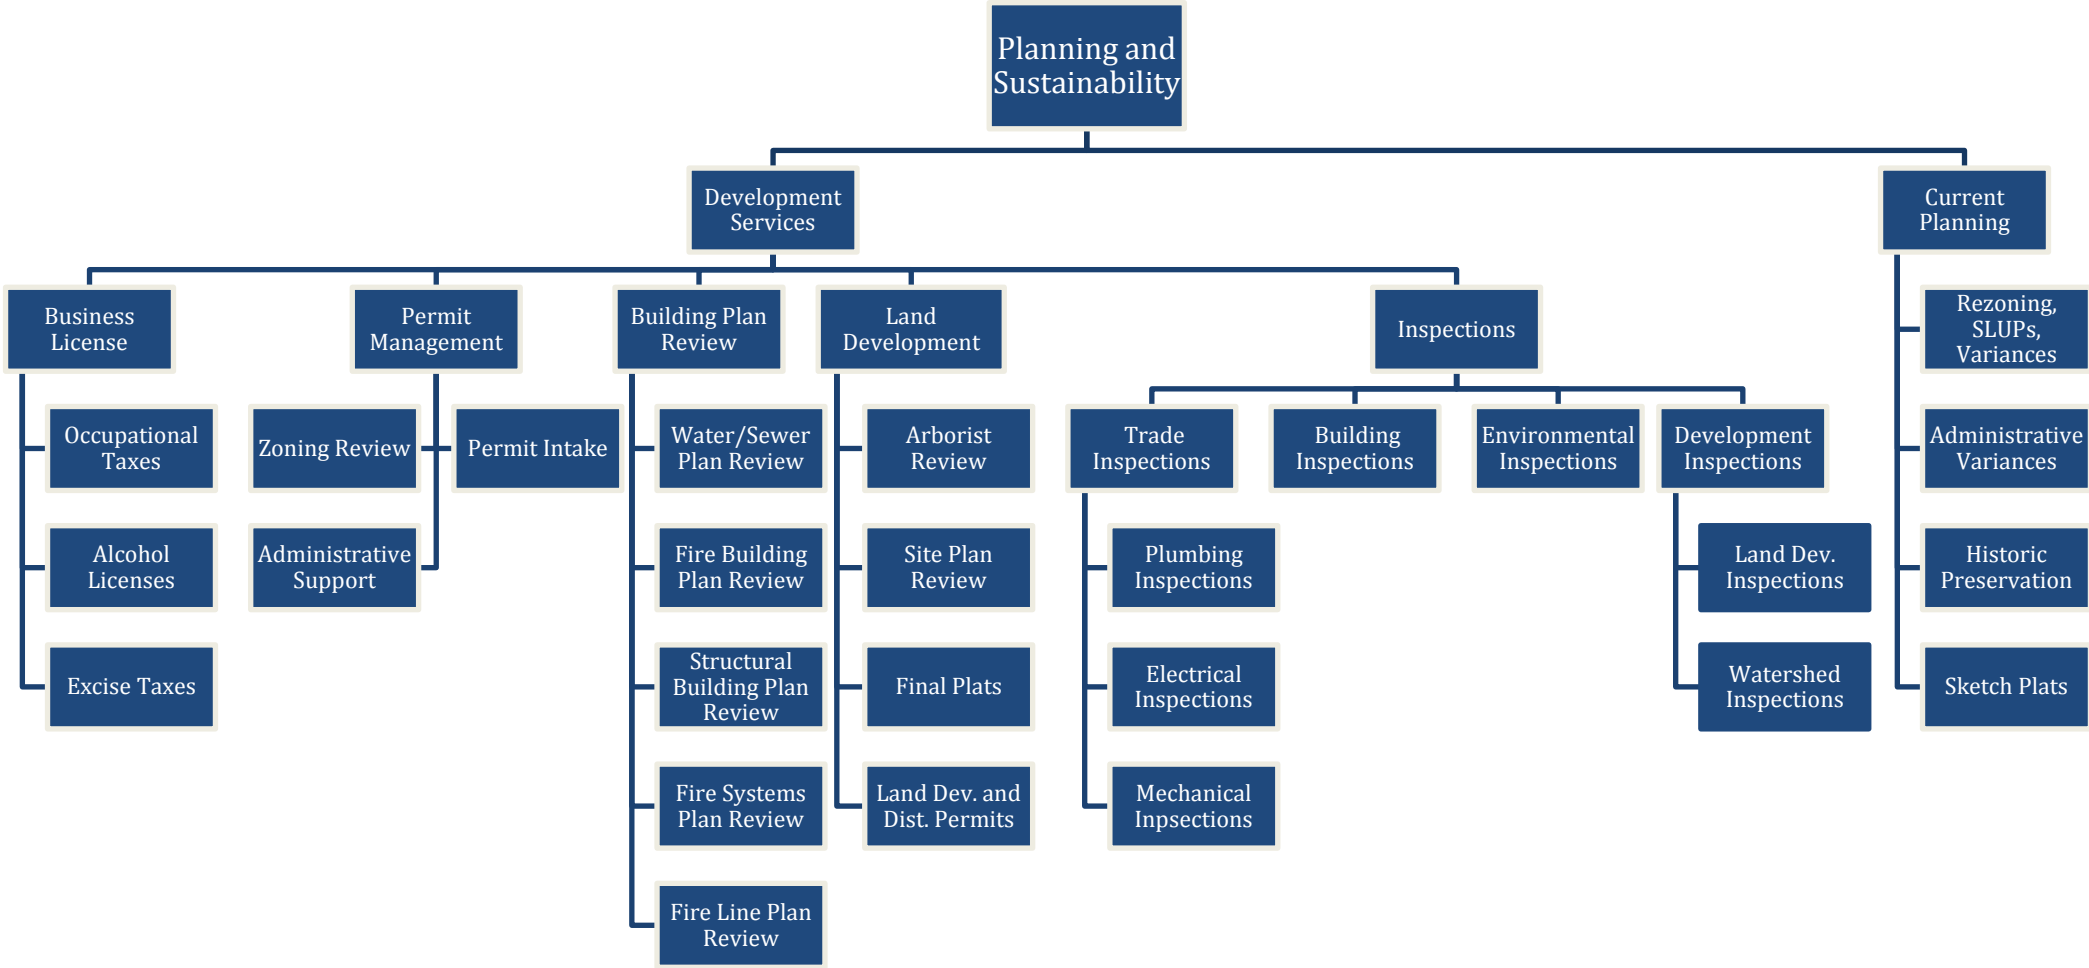 Planning and
Sustainability
Development
Services
Current
Planning
Business
License
Permit
Management
Building Plan
Review
Land
Development
Inspections
Rezoning,
SLUPs,
Variances
Occupational
Taxes
Zoning Review
Permit Intake
Water/Sewer
Plan Review
Arborist
Review
Trade
Inspections
Building
Inspections
Environmental
Inspections
Development
Inspections
Administrative
Variances
Alcohol
Licenses
Administrative
Support
Fire Building
Plan Review
Site Plan
Review
Plumbing
Inspections
Land Dev.
Inspections
Historic
Preservation
Excise Taxes
Structural
Building Plan
Review
Final Plats
Electrical
Inspections
Watershed
Inspections
Sketch Plats
Fire Systems
Plan Review
Land Dev. and
Dist. Permits
Mechanical
Inpsections
Fire Line Plan
Review